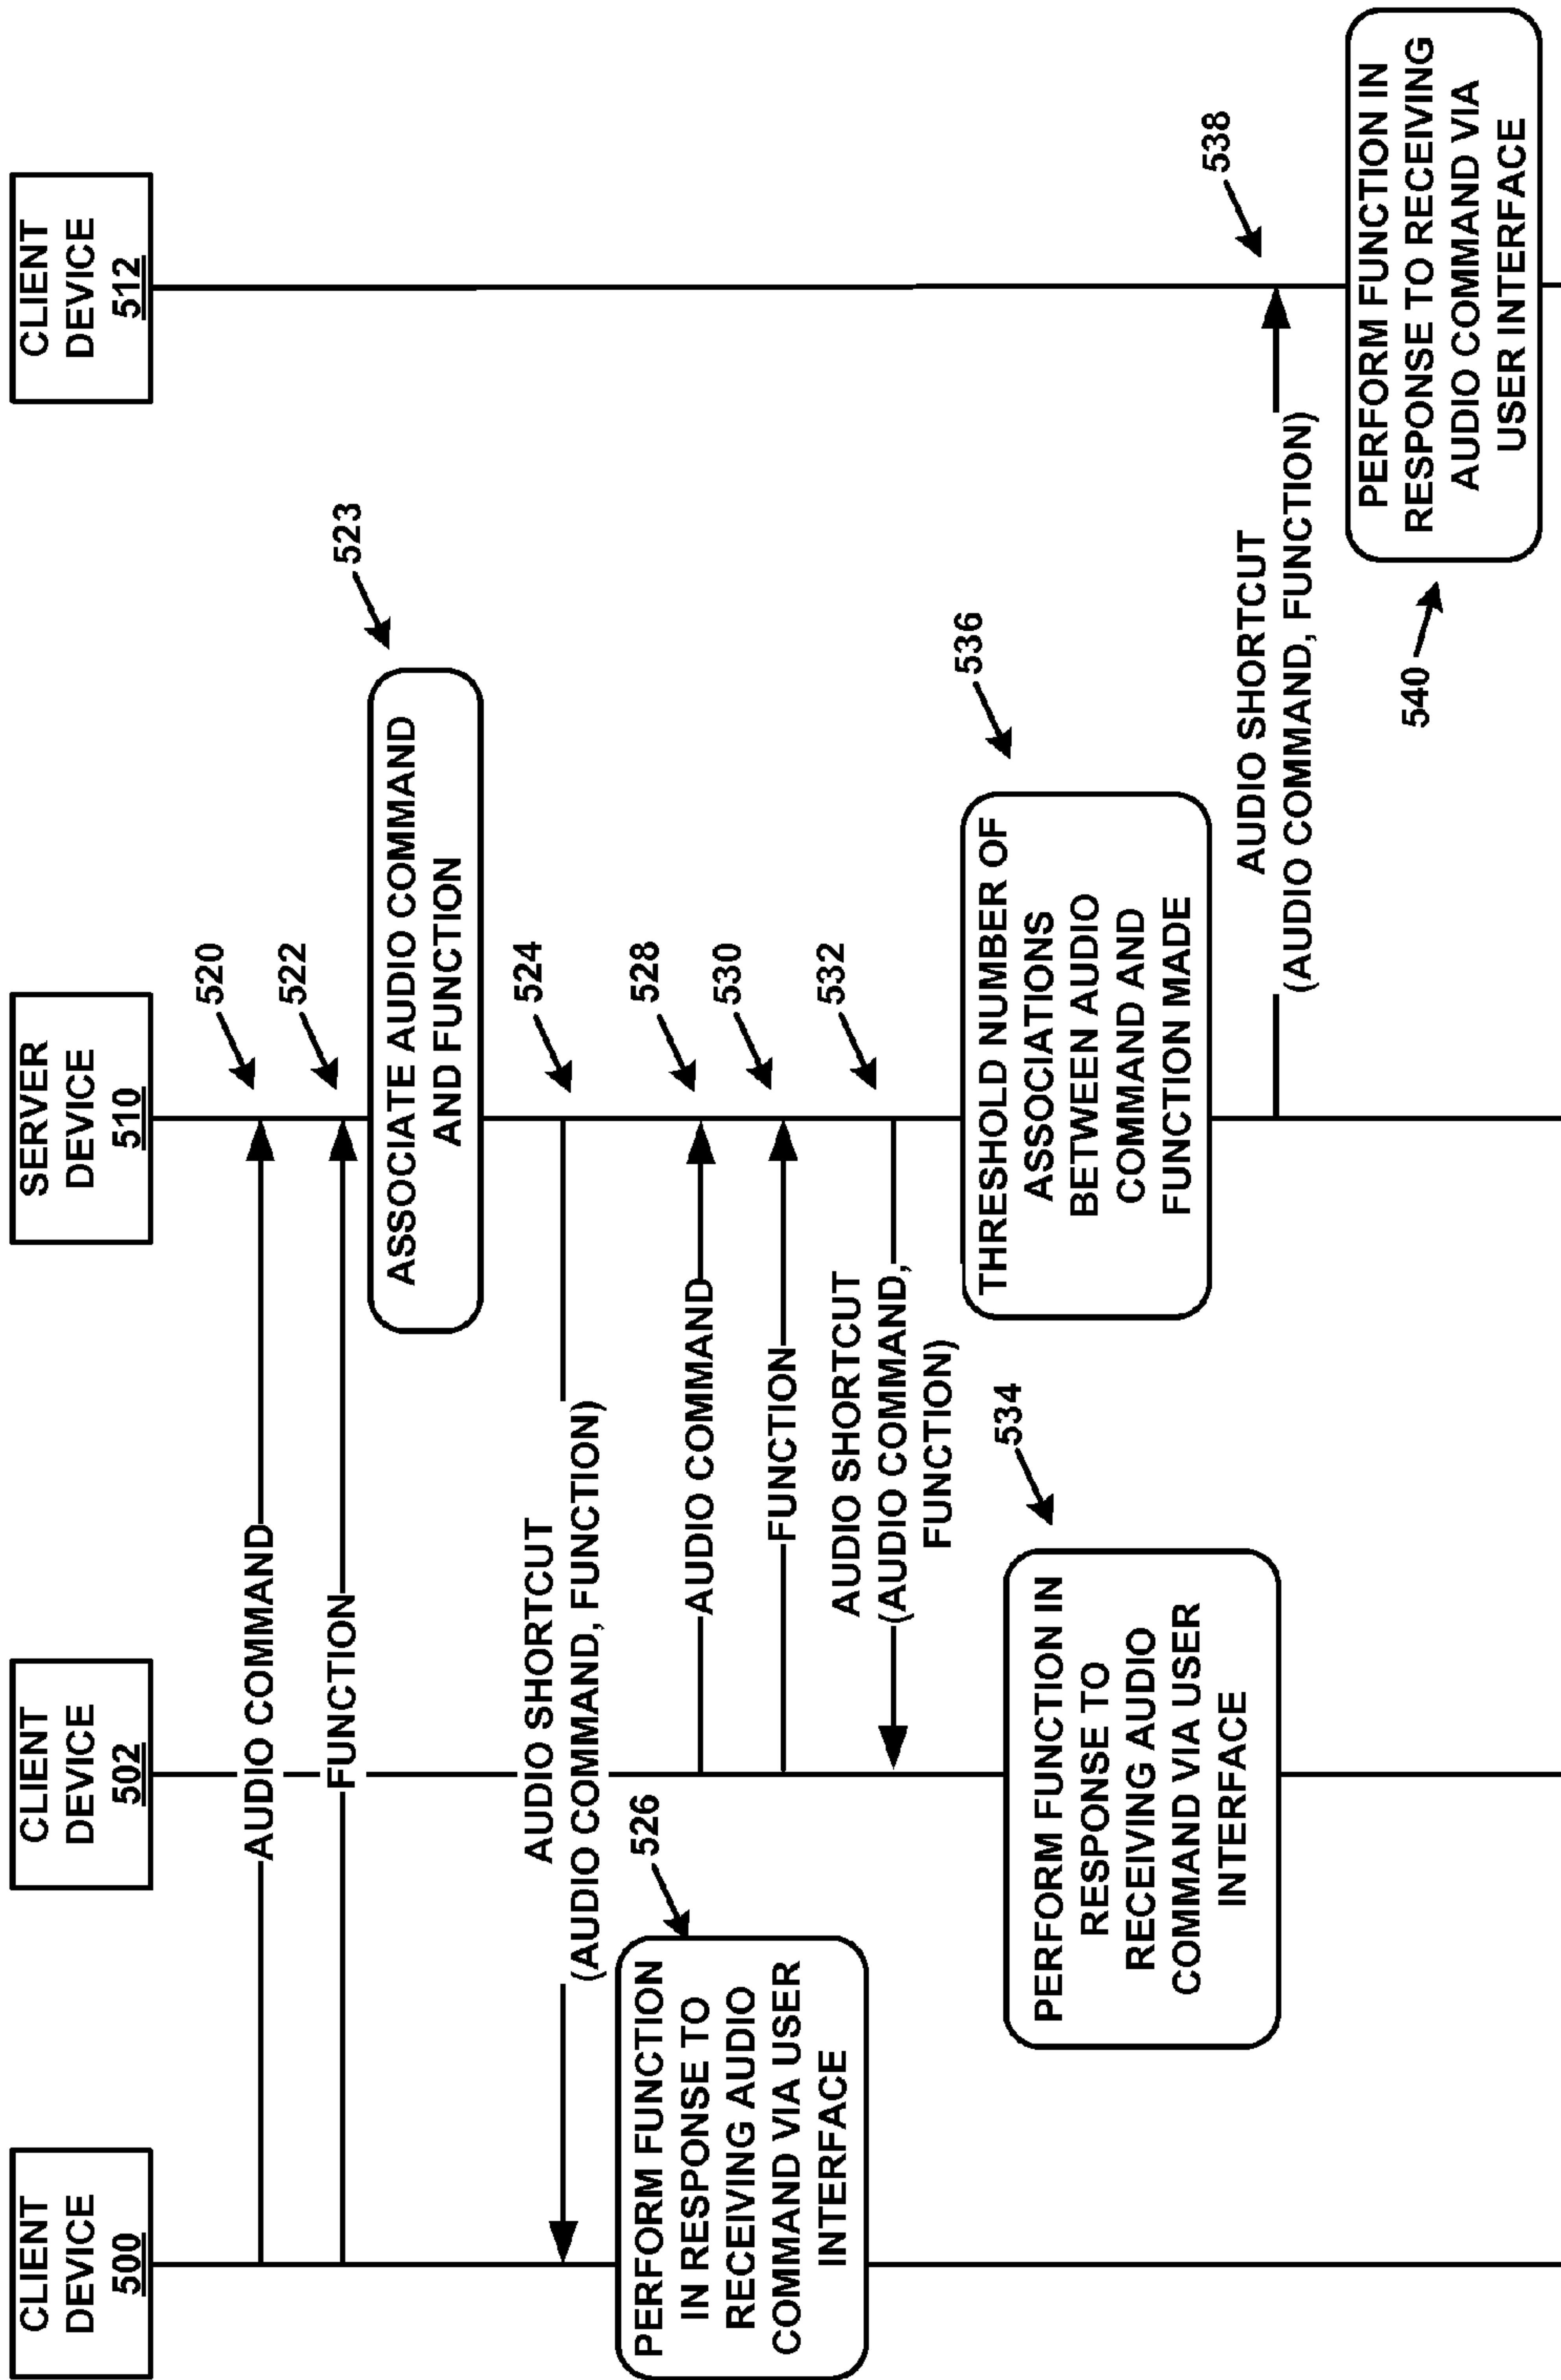 CLIENT
DEVICE
500
CLIENT
DEVICE
502
SERVER
DEVICE
510
CLIENT
DEVICE
512
AUDIO COMMAND
520
FUNCTION
522
ASSOCIATE AUDIO COMMAND
AND FUNCTION
523
AUDIO SHORTCUT
(AUDIO COMMAND, FUNCTION)
524
PERFORM FUNCTION
IN RESPONSE TO
RECEIVING AUDIO
COMMAND VIA USER
INTERFACE
526
AUDIO COMMAND
528
FUNCTION
530
AUDIO SHORTCUT
(AUDIO COMMAND,
FUNCTION)
532
PERFORM FUNCTION IN
RESPONSE TO
RECEIVING AUDIO
COMMAND VIA USER
INTERFACE
534
THRESHOLD NUMBER OF
ASSOCIATIONS
BETWEEN AUDIO
COMMAND AND
FUNCTION MADE
536
AUDIO SHORTCUT
(AUDIO COMMAND, FUNCTION)
538
PERFORM FUNCTION IN
RESPONSE TO RECEIVING
AUDIO COMMAND VIA
USER INTERFACE
540